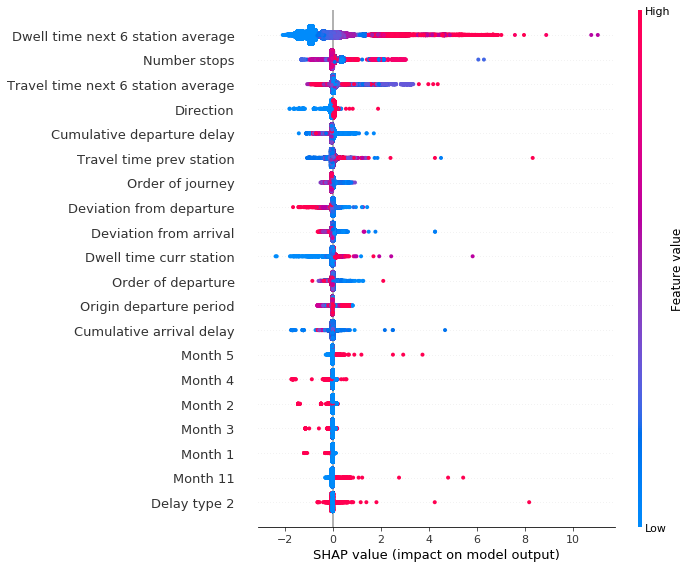 High
Dwell time next 6 station average
Number stops
Travel time next 6 station average
Direction
Cumulative departure delay
Travel time prev station
Order of journey
Deviation from departure
Deviation from arrival
Dwell time curr station
Order of departure
Origin departure period
Cumulative arrival delay
Month 5
Month 4
Month 2
Month 3
Month 1
Month 11
Delay type 2
Feature value
Low
−2 0 2 4 6 8 10
SHAP value (impact on model output)